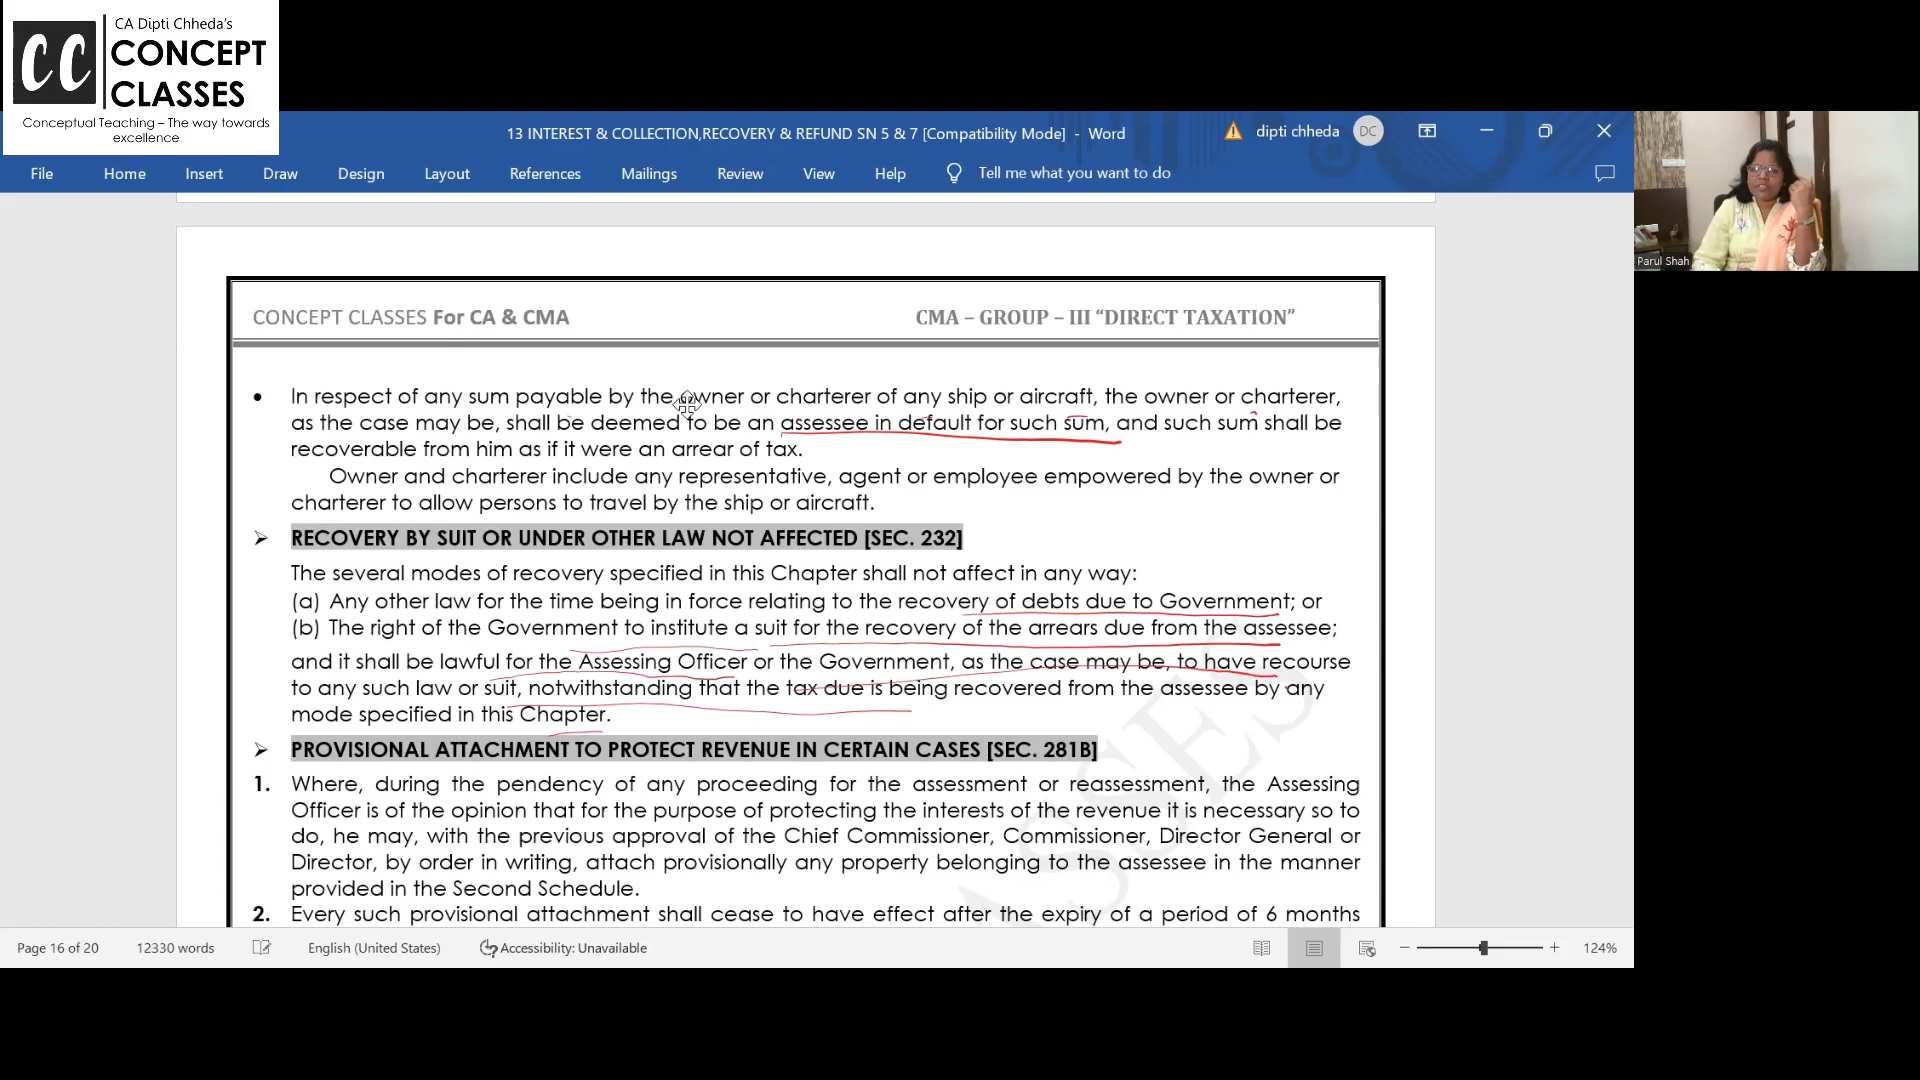 CA Dipti Chheda's
CC
CONCEPT
CLASSES
Conceptual Teaching – The way towards
excellence
13 INTEREST & COLLECTION,RECOVERY & REFUND SN 5 & 7 [Compatibility Mode] - Word
dipti chheda
DC
File Home Insert Draw Design Layout References Mailings Review View Help Tell me what you want to do
Parul Shah
CONCEPT CLASSES For CA & CMA
CMA – GROUP – III “DIRECT TAXATION”
• In respect of any sum payable by the owner or charterer of any ship or aircraft, the owner or charterer,
as the case may be, shall be deemed to be an assessee in default for such sum, and such sum shall be
recoverable from him as if it were an arrear of tax.
Owner and charterer include any representative, agent or employee empowered by the owner or
charterer to allow persons to travel by the ship or aircraft.
➢ RECOVERY BY SUIT OR UNDER OTHER LAW NOT AFFECTED [SEC. 232]
The several modes of recovery specified in this Chapter shall not affect in any way:
(a) Any other law for the time being in force relating to the recovery of debts due to Government; or
(b) The right of the Government to institute a suit for the recovery of the arrears due from the assessee;
and it shall be lawful for the Assessing Officer or the Government, as the case may be, to have recourse
to any such law or suit, notwithstanding that the tax due is being recovered from the assessee by any
mode specified in this Chapter.
➢ PROVISIONAL ATTACHMENT TO PROTECT REVENUE IN CERTAIN CASES [SEC. 281B]
1. Where, during the pendency of any proceeding for the assessment or reassessment, the Assessing
Officer is of the opinion that for the purpose of protecting the interests of the revenue it is necessary so to
do, he may, with the previous approval of the Chief Commissioner, Commissioner, Director General or
Director, by order in writing, attach provisionally any property belonging to the assessee in the manner
provided in the Second Schedule.
2. Every such provisional attachment shall cease to have effect after the expiry of a period of 6 months
Page 16 of 20 12330 words English (United States) Accessibility: Unavailable 124%